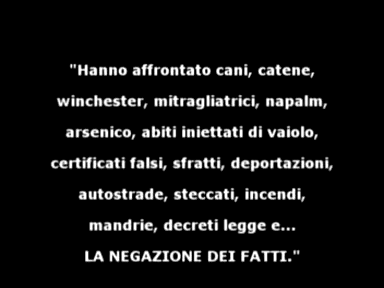 "Hanno affrontato cani, catene,
winchester, mitragliatrici, napalm,
arsenico, abiti iniettati di vaiolo,
certificati falsi, sfratti, deportazioni,
autostrade, steccati, incendi,
mandrie, decreti legge e...
LA NEGAZIONE DEI FATTI."